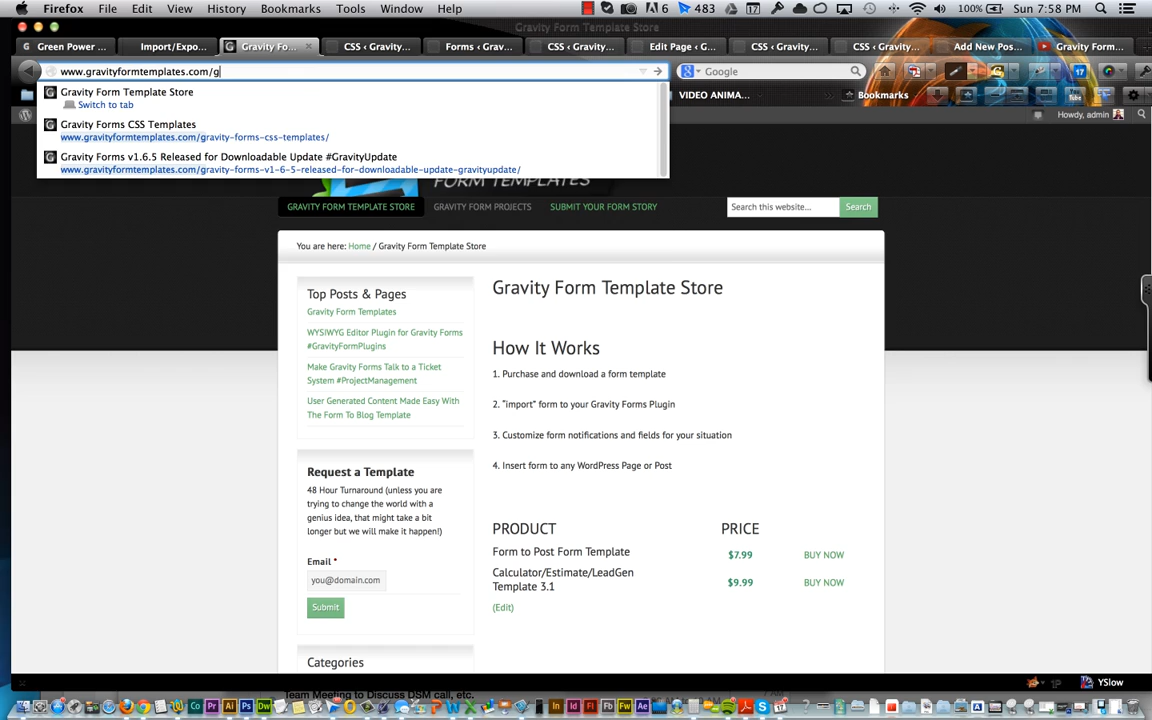 Firefox File Edit View History Bookmarks Tools Window Help 6 483 17 100% Sun 7:58 PM
Gravity Form Template Store
Green Power ... Import/Expo... Gravity Fo... CSS ‹ Gravity... Forms ‹ Grav... CSS ‹ Gravity... Edit Page ‹ G... CSS ‹ Gravity... CSS ‹ Gravity... Add New Pos... Gravity Form...
www.gravityformtemplates.com/g Google
Gravity Form Template Store
Switch to tab
VIDEO ANIMA... Bookmarks
Howdy, admin
Gravity Forms CSS Templates
www.gravityformtemplates.com/gravity-forms-css-templates/
Gravity Forms v1.6.5 Released for Downloadable Update #GravityUpdate
www.gravityformtemplates.com/gravity-forms-v1-6-5-released-for-downloadable-update-gravityupdate/
FORM TEMPLATES
GRAVITY FORM TEMPLATE STORE GRAVITY FORM PROJECTS SUBMIT YOUR FORM STORY Search this website... Search
You are here: Home / Gravity Form Template Store
Top Posts & Pages
Gravity Form Templates
WYSIWYG Editor Plugin for Gravity Forms
#GravityFormPlugins
Make Gravity Forms Talk to a Ticket
System #ProjectManagement
User Generated Content Made Easy With
The Form To Blog Template
Request a Template
48 Hour Turnaround (unless you are
trying to change the world with a
genius idea, that might take a bit
longer but we will make it happen!)
Email *
you@domain.com
Submit
Categories
Gravity Form Template Store
How It Works
1. Purchase and download a form template
2. "import" form to your Gravity Forms Plugin
3. Customize form notifications and fields for your situation
4. Insert form to any WordPress Page or Post
PRODUCT PRICE
Form to Post Form Template $7.99 BUY NOW
Calculator/Estimate/LeadGen
Template 3.1 $9.99 BUY NOW
(Edit)
YSlow
Team Meeting to Discuss DSM call, etc.